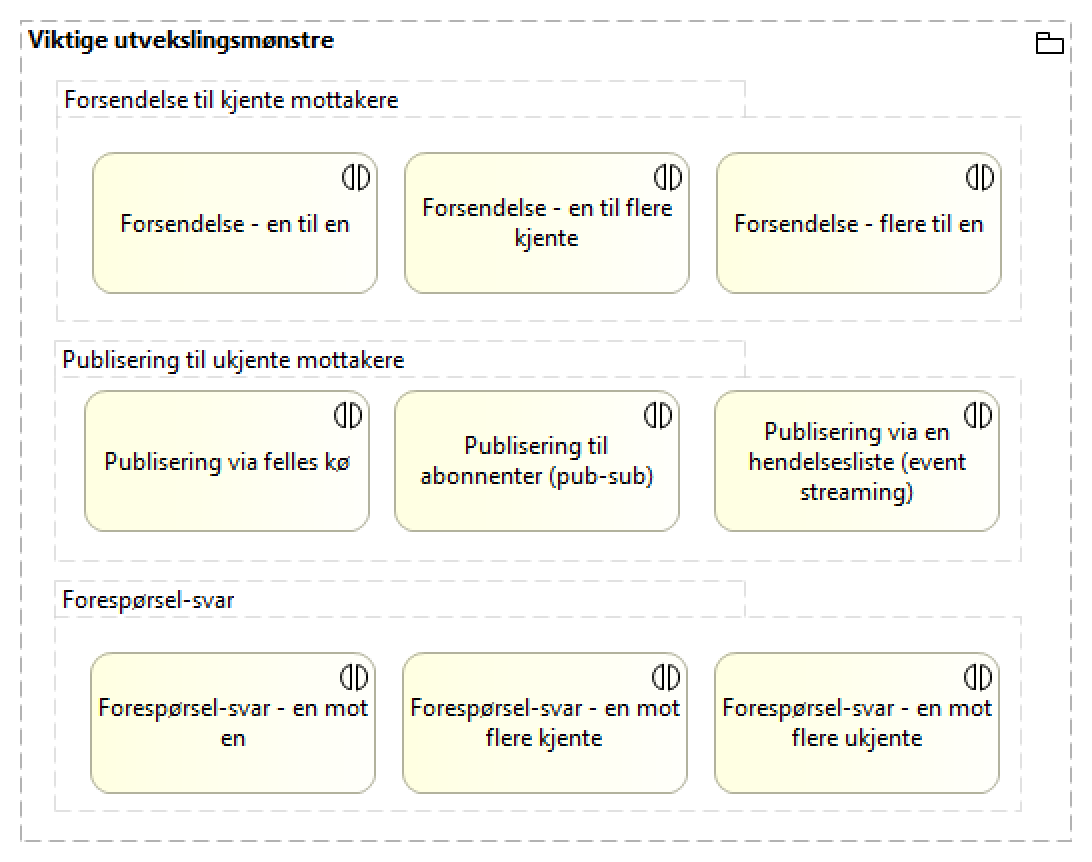 Viktige utvekslingsmønstre
Forsendelse til kjente mottakere
Forsendelse - en til en
Forsendelse - en til flere
kjente
Forsendelse - flere til en
Publisering til ukjente mottakere
Publisering via felles kø
Publisering til
abonnenter (pub-sub)
Publisering via en
hendelsesliste (event
streaming)
Forespørsel-svar
Forespørsel-svar - en mot
en
Forespørsel-svar - en mot
flere kjente
Forespørsel-svar - en mot
flere ukjente